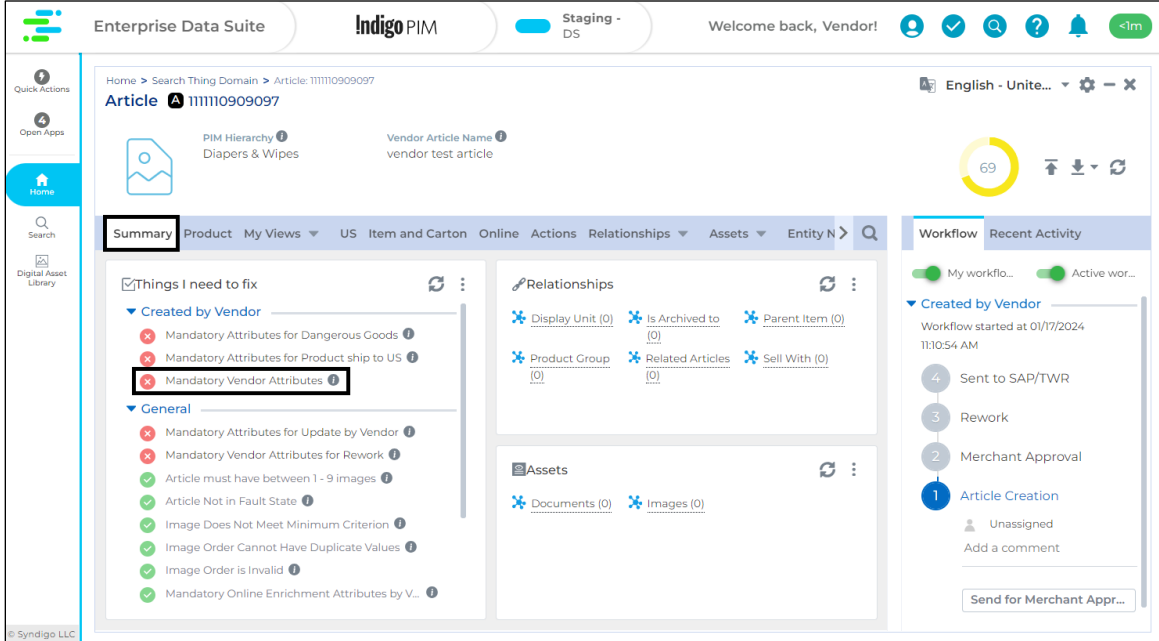 Enterprise Data Suite
Indigo PIM
Staging -
DS
Welcome back, Vendor!
<1m
Quick Actions
4
Open Apps
Home
Search
Digital Asset
Library
© Syndigo LLC
Home > Search Thing Domain > Article: 1111110909097
Article A 1111110909097
English - Unite...
PIM Hierarchy
Diapers & Wipes
Vendor Article Name
vendor test article
69
Summary Product My Views US Item and Carton Online Actions Relationships Assets Entity N
Things I need to fix
Created by Vendor
Mandatory Attributes for Dangerous Goods
Mandatory Attributes for Product ship to US
Mandatory Vendor Attributes
General
Mandatory Attributes for Update by Vendor
Mandatory Vendor Attributes for Rework
Article must have between 1 - 9 images
Article Not in Fault State
Image Does Not Meet Minimum Criterion
Image Order Cannot Have Duplicate Values
Image Order is Invalid
Mandatory Online Enrichment Attributes by V...
Relationships
Display Unit (0)
Is Archived to
(0)
Parent Item (0)
Product Group
(0)
Related Articles
(0)
Sell With (0)
Assets
Documents (0)
Images (0)
Workflow Recent Activity
My workflo...
Active wor...
Created by Vendor
Workflow started at 01/17/2024
11:10:54 AM
4 Sent to SAP/TWR
3 Rework
2 Merchant Approval
1 Article Creation
Unassigned
Add a comment
Send for Merchant Appr...